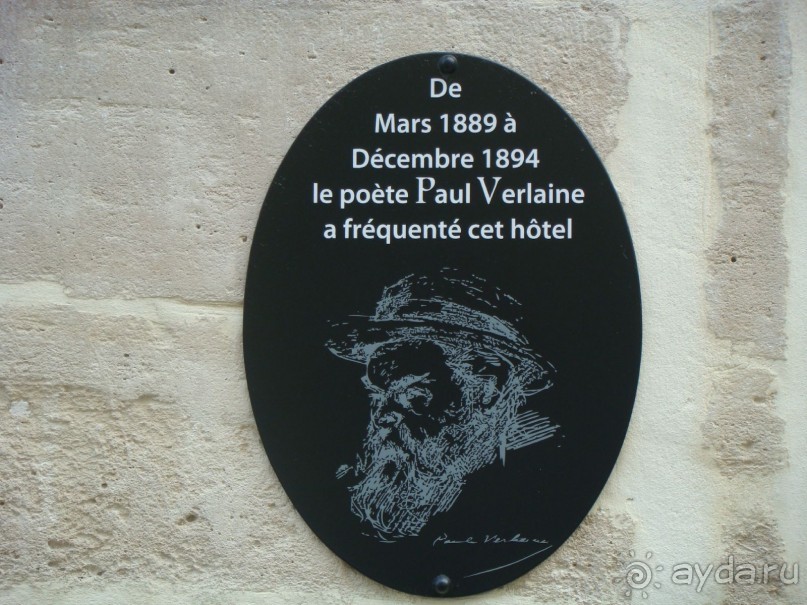 De
Mars 1889 à
Décembre 1894
le poète Paul Verlaine
a fréquenté cet hôtel
Paul Verlaine
ayda.ru